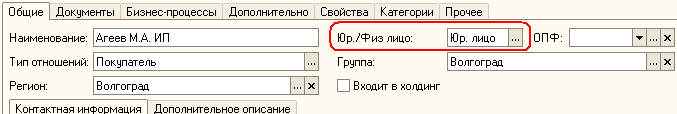 Общие Документы Бизнес-процессы Дополнительно Свойства Категории Прочее
Наименование: Агеев М.А. ИП Юр./Физ лицо: Юр. лицо ... ОПФ: ... x
Тип отношений: Покупатель ... Группа: Волгоград ... x
Регион: Волгоград ... x Входит в холдинг
Контактная информация Дополнительное описание